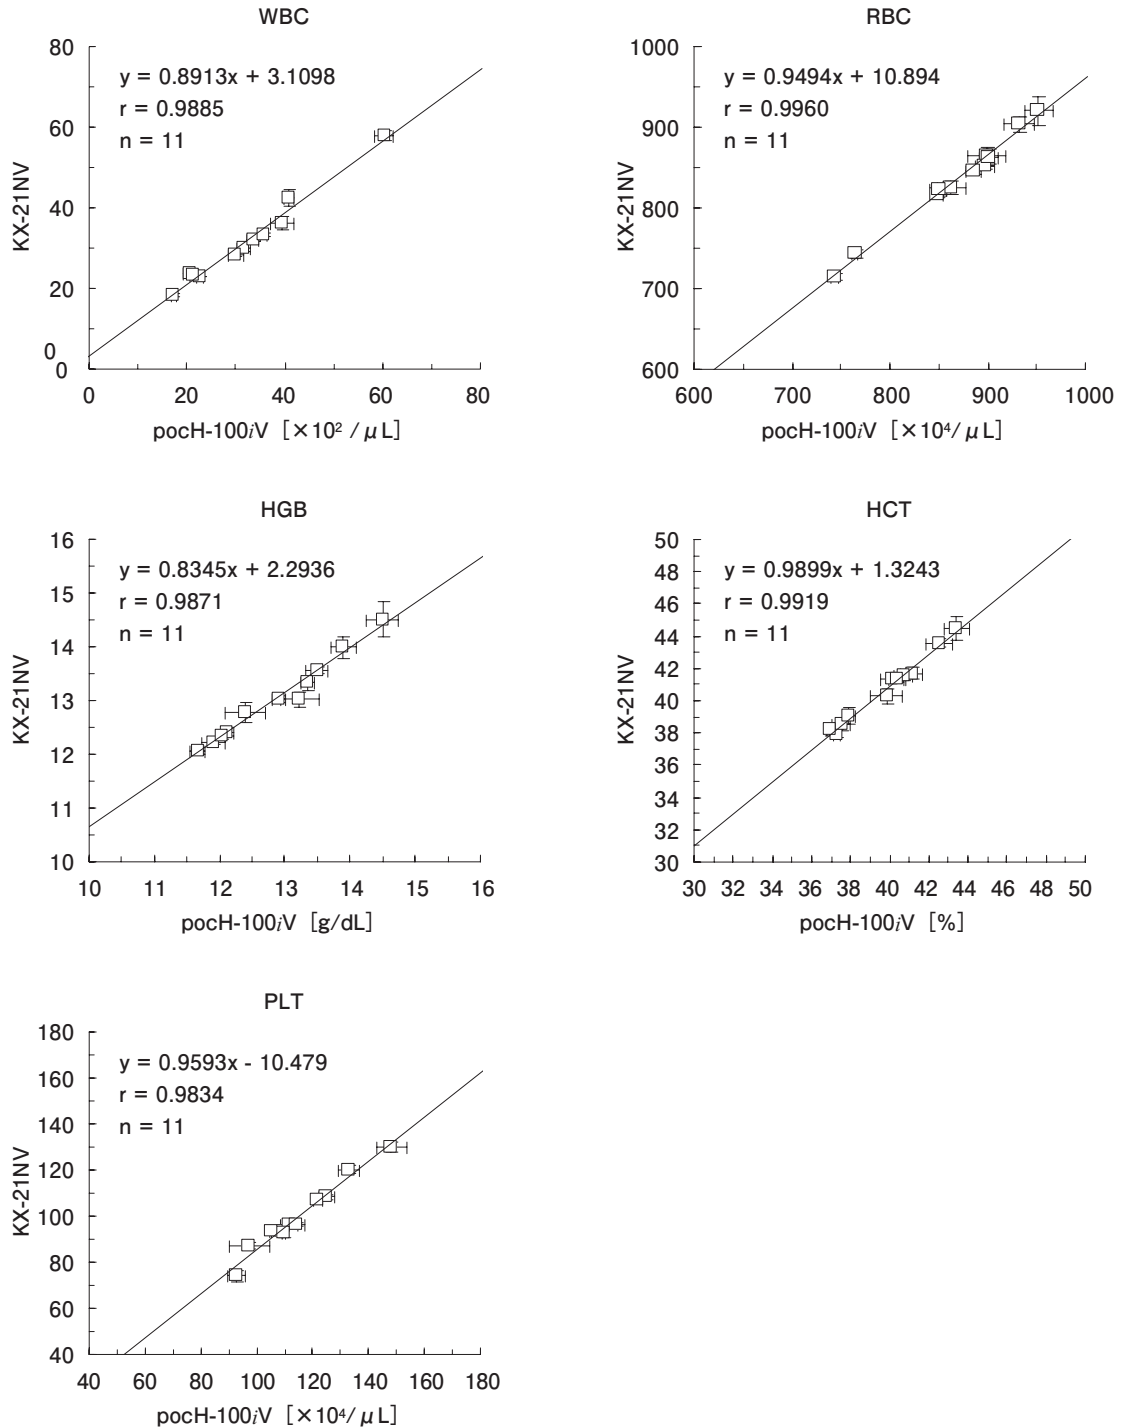 WBC
80
60
40
20
0
0
KX-21NV
y = 0.8913x + 3.1098
r = 0.9885
n = 11
0 20 40 60 80
pocH-100iV [×10² / μL]
RBC
1000
900
800
700
600
KX-21NV
y = 0.9494x + 10.894
r = 0.9960
n = 11
600 700 800 900 1000
pocH-100iV [×10⁴/ μL]
HGB
16
15
14
13
12
11
10
KX-21NV
y = 0.8345x + 2.2936
r = 0.9871
n = 11
10 11 12 13 14 15 16
pocH-100iV [g/dL]
HCT
50
48
46
44
42
40
38
36
34
32
30
KX-21NV
y = 0.9899x + 1.3243
r = 0.9919
n = 11
30 32 34 36 38 40 42 44 46 48 50
pocH-100iV [%]
PLT
180
160
140
120
100
80
60
40
KX-21NV
y = 0.9593x - 10.479
r = 0.9834
n = 11
40 60 80 100 120 140 160 180
pocH-100iV [×10⁴/ μL]